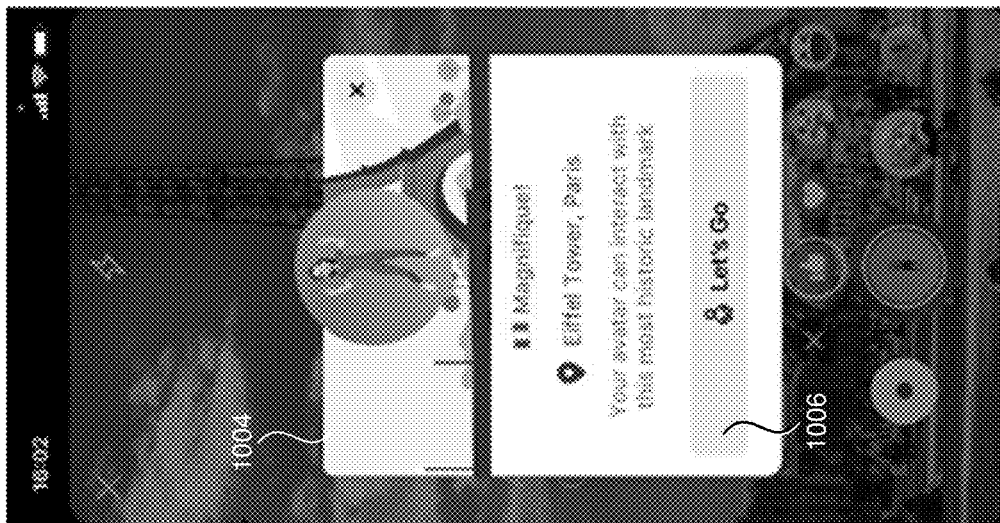 18:02
1004
Magnifique!
Eiffel Tower, Paris
Your avatar can interact with
this most historic landmark
Let's Go
1006